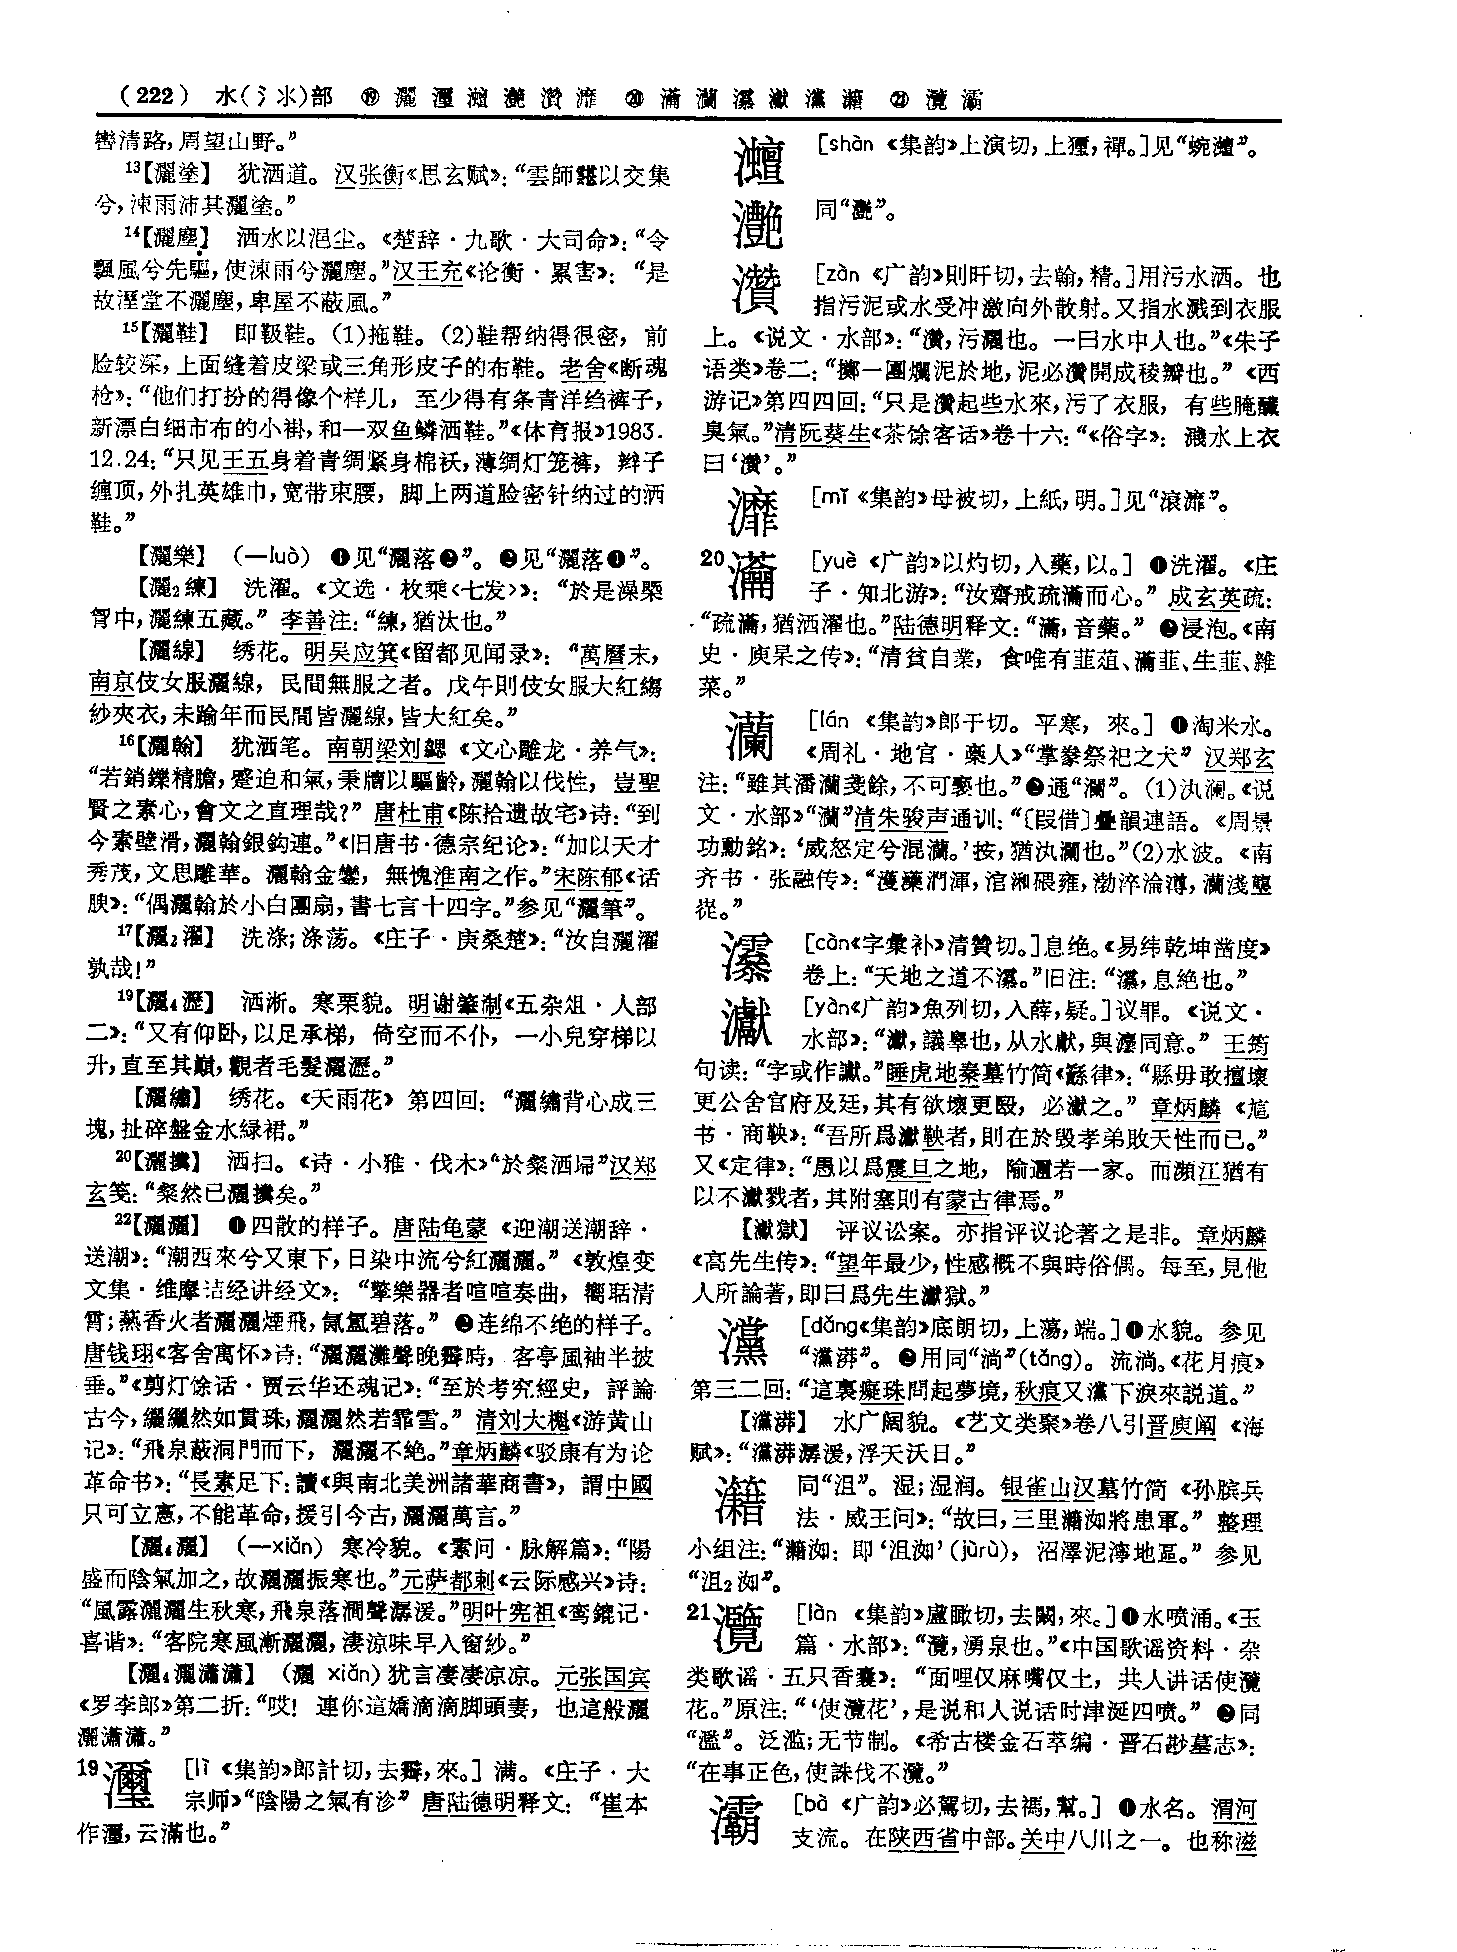 (222) 水(氵氺)部 ⑲灑灅灗灔灒灖 ⑳瀹灡灥瀐灙瀐 ㉑灠灞
轡清路,周望山野。”
13【灑塗】 犹洒道。汉张衡《思玄赋》:“雲師䨴以交集
兮,涷雨沛其灑塗。”
14【灑塵】 洒水以浥尘。《楚辞·九歌·大司命》:“令
飄風兮先驅,使涷雨兮灑塵。”汉王充《论衡·累害》:“是
故溼堂不灑塵,卑屋不蔽風。”
15【灑鞋】 即靸鞋。(1)拖鞋。(2)鞋帮纳得很密, 前
脸较深,上面缝着皮梁或三角形皮子的布鞋。老舍《断魂
枪》:“他们打扮的得像个样儿, 至少得有条青洋绉裤子,
新漂白细市布的小褂,和一双鱼鳞洒鞋。”《体育报》1983.
12.24:“只见王五身着青绸紧身棉袄,薄绸灯笼裤, 辫子
缠顶,外扎英雄巾,宽带束腰, 脚上两道脸密针纳过的洒
鞋。”
【灑樂】 (—luò) ❶见“灑落❷”。❷见“灑落❶”。
【灑₂練】 洗濯。《文选·枚乘〈七发〉》:“於是澡槩
胷中,灑練五藏。” 李善注:“練,猶汰也。”
【灑線】 绣花。明吴应箕《留都见闻录》:“萬曆末,
南京伎女服灑線, 民間無服之者。戊午則伎女服大紅縐
紗夾衣,未踰年而民間皆灑線,皆大紅矣。”
16【灑翰】 犹洒笔。南朝梁刘勰《文心雕龙·养气》:
“若銷鑠精膽,蹙迫和氣,秉牘以驅齡,灑翰以伐性, 豈聖
賢之素心,會文之直理哉?” 唐杜甫《陈拾遗故宅》诗:“到
今素壁滑,灑翰銀鈎連。”《旧唐书·德宗纪论》:“加以天才
秀茂,文思雕華。灑翰金鑾, 無愧淮南之作。”宋陈郁《话
腴》:“偶灑翰於小白團扇,書七言十四字。”参见“灑筆”。
17【灑₂濯】 洗涤;涤荡。《庄子·庚桑楚》:“汝自灑濯
孰哉!”
19【灑₄瀝】 洒淅。寒栗貌。明谢肇淛《五杂俎·人部
二》:“又有仰卧,以足承梯, 倚空而不仆, 一小兒穿梯以
升,直至其巔,觀者毛髮灑瀝。”
【灑繡】 绣花。《天雨花》 第四回:“灑繡背心成三
塊,扯碎盤金水緑裙。”
20【灑㩢】 洒扫。《诗·小雅·伐木》“於粲洒埽”汉郑
玄笺:“粲然已灑㩢矣。”
22【灑灑】 ❶四散的样子。唐陆龟蒙《迎潮送潮辞·
送潮》:“潮西來兮又東下,日染中流兮紅灑灑。” 《敦煌变
文集·维摩诘经讲经文》:“擎樂器者喧喧奏曲, 嚮聒清
霄;爇香火者灑灑煙飛,氤氲碧落。” ❷连绵不绝的样子。
唐钱珝《客舍寓怀》诗:“灑灑灘聲晚霽時, 客亭風袖半披
垂。”《剪灯馀话·贾云华还魂记》:“至於考究經史, 評論
古今,纚纚然如貫珠,灑灑然若霏雪。” 清刘大櫆《游黄山
记》:“飛泉蔽洞門而下, 灑灑不絶。”章炳麟《驳康有为论
革命书》:“長素足下:讀《與南北美洲諸華商書》,謂中國
只可立憲,不能革命,援引今古,灑灑萬言。”
【灑₄灑】 (—xiǎn) 寒冷貌。《素问·脉解篇》:“陽
盛而陰氣加之,故灑灑振寒也。”元萨都剌《云际感兴》诗:
“風露灑灑生秋寒,飛泉落澗聲潺湲。”明叶宪祖《鸾鎞记·
喜谐》:“客院寒風漸灑灑,淒涼味早入窗紗。”
【灑₄灑瀟瀟】 (灑 xiǎn)犹言凄凄凉凉。元张国宾
《罗李郎》第二折:“哎! 連你這嬌滴滴脚頭妻, 也這般灑
灑瀟瀟。”
19 灅 [lì 《集韵》郎計切,去霽,來。] 满。《庄子·大
宗师》“陰陽之氣有沴” 唐陆德明释文:“崔本
作灅,云滿也。”
灗 [shàn 《集韵》上演切,上獮,禪。]见“蜿灗”。
灔 同“灧”。
灒 [zàn 《广韵》則旰切,去翰,精。]用污水洒。也
指污泥或水受冲激向外散射。又指水溅到衣服
上。《说文·水部》:“灒,污灑也。一曰水中人也。”《朱子
语类》卷二:“擲一團爛泥於地,泥必灒開成稜瓣也。” 《西
游记》第四四回:“只是灒起些水來,污了衣服, 有些腌臢
臭氣。”清阮葵生《茶馀客话》卷十六:“《俗字》: 濺水上衣
曰‘灒’。”
灖 [mǐ 《集韵》母被切,上紙,明。]见“滾灖”。
20 瀹 [yuè 《广韵》以灼切,入藥,以。] ❶洗濯。《庄
子·知北游》:“汝齋戒疏瀹而心。” 成玄英疏:
“疏瀹,猶洒濯也。”陆德明释文:“瀹,音藥。” ❷浸泡。《南
史·庾杲之传》:“清貧自業, 食唯有韮葅、瀹韮、生韮、雜
菜。”
灡 [lán 《集韵》郎干切。平寒, 來。] ❶淘米水。
《周礼·地官·槀人》“掌豢祭祀之犬” 汉郑玄
注:“雖其潘灡戔餘,不可褻也。”❷通“瀾”。(1)汍澜。《说
文·水部》“灡”清朱骏声通训:“〔叚借〕疊韻連語。《周景
功勳銘》:‘威怒定兮混灡。’按,猶汍瀾也。”(2)水波。《南
齐书·张融传》:“濩㶑㵍渾,涫㴏碨雍,渤淬淪㵐,灡淺壟
㟅。”
[càn《字彙补》清贊切。]息绝。《易纬乾坤凿度》
卷上:“天地之道不。”旧注:“,息絶也。”
[yàn《广韵》魚列切,入薛,疑。]议罪。《说文·
水部》:“,議辠也,从水獻,與灋同意。” 王筠
句读:“字或作讞。”睡虎地秦墓竹简《繇律》:“縣毋敢擅壞
更公舍官府及廷,其有欲壞更殹, 必之。” 章炳麟 《訄
书·商鞅》:“吾所爲鞅者,則在於毁孝弟敗天性而已。”
又《定律》:“愚以爲震旦之地, 陯邇若一家。而瀕江猶有
以不戮者,其附塞則有蒙古律焉。”
【獄】 评议讼案。亦指评议论著之是非。章炳麟
《高先生传》:“望年最少,性感概不與時俗偶。每至,見他
人所論著,即曰爲先生獄。”
灙 [dǎng《集韵》底朗切,上蕩,端。]❶水貌。参见
“灙漭”。❷用同“淌”(tǎng)。流淌。《花月痕》
第三二回:“這裏癡珠問起夢境,秋痕又灙下淚來説道。”
【灙漭】 水广阔貌。《艺文类聚》卷八引晋庾阐 《海
赋》:“灙漭潺湲,浮天沃日。”
同“沮”。湿;湿润。银雀山汉墓竹简《孙膑兵
法·威王问》:“故曰,三里洳將患軍。” 整理
小组注:“洳: 即‘沮洳’(jùrù), 沼澤泥濘地區。” 参见
“沮₂洳”。
21 灠 [làn 《集韵》盧瞰切,去闞,來。]❶水喷涌。《玉
篇·水部》:“灠,湧泉也。”《中国歌谣资料·杂
类歌谣·五只香囊》:“面哩仅麻嘴仅土, 共人讲话使灠
花。”原注:“‘使灠花’,是说和人说话时津涎四喷。” ❷同
“濫”。泛滥;无节制。《希古楼金石萃编·晋石尠墓志》:
“在事正色,使誅伐不灠。”
灞 [bà 《广韵》必駕切,去禡,幫。] ❶水名。渭河
支流。在陕西省中部。关中八川之一。也称滋